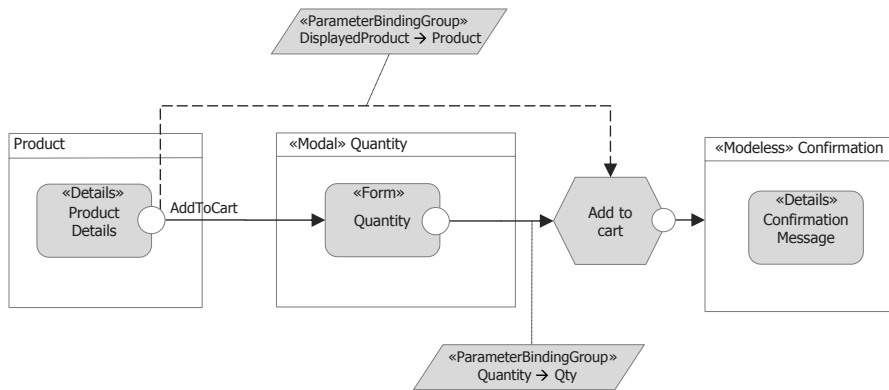 «ParameterBindingGroup»
DisplayedProduct → Product
Product
«Modal» Quantity
«Modeless» Confirmation
«Details»
Product
Details
AddToCart
«Form»
Quantity
Add to
cart
«Details»
Confirmation
Message
«ParameterBindingGroup»
Quantity → Qty